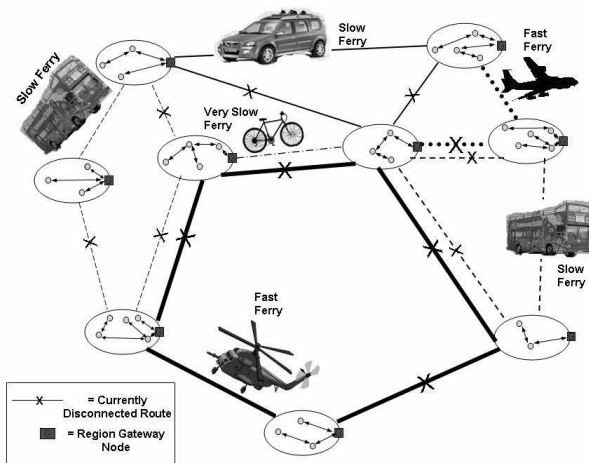 Slow
Ferry
Fast
Ferry
Slow Ferry
Very Slow
Ferry
Slow
Ferry
Fast
Ferry
X = Currently
Disconnected Route
= Region Gateway
Node